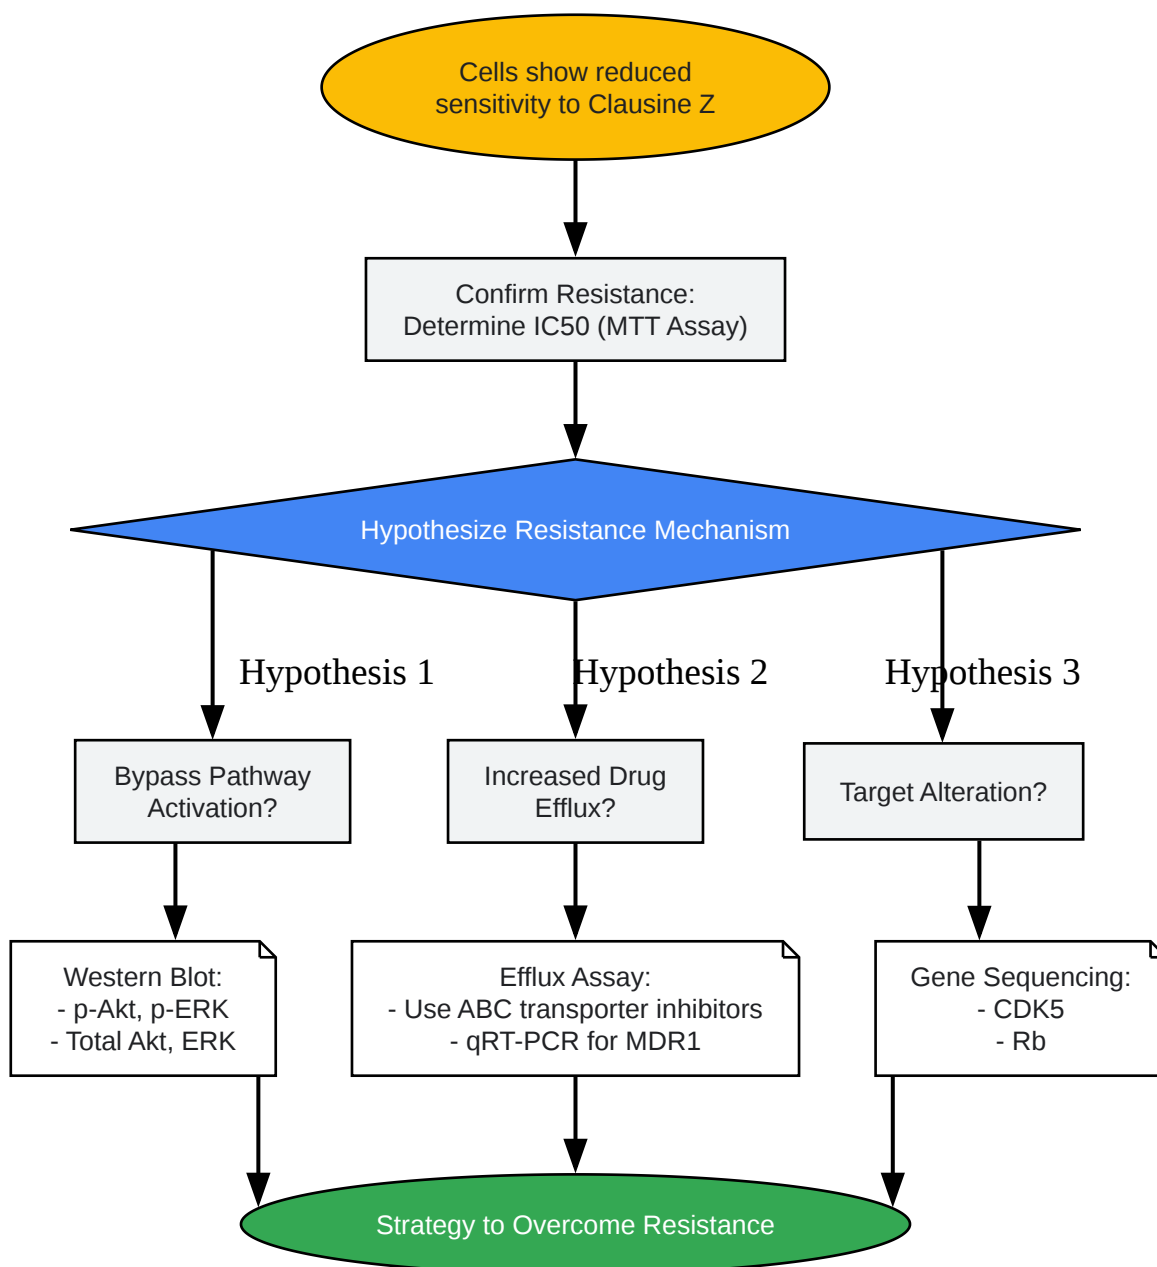 Cells show reduced
sensitivity to Clausine Z
Confirm Resistance:
Determine IC50 (MTT Assay)
Hypothesize Resistance Mechanism
Hypothesis 1
Hypothesis 2
Hypothesis 3
Bypass Pathway
Activation?
Increased Drug
Efflux?
Target Alteration?
Western Blot:
- p-Akt, p-ERK
- Total Akt, ERK
Efflux Assay:
- Use ABC transporter inhibitors
- qRT-PCR for MDR1
Gene Sequencing:
- CDK5
- Rb
Strategy to Overcome Resistance